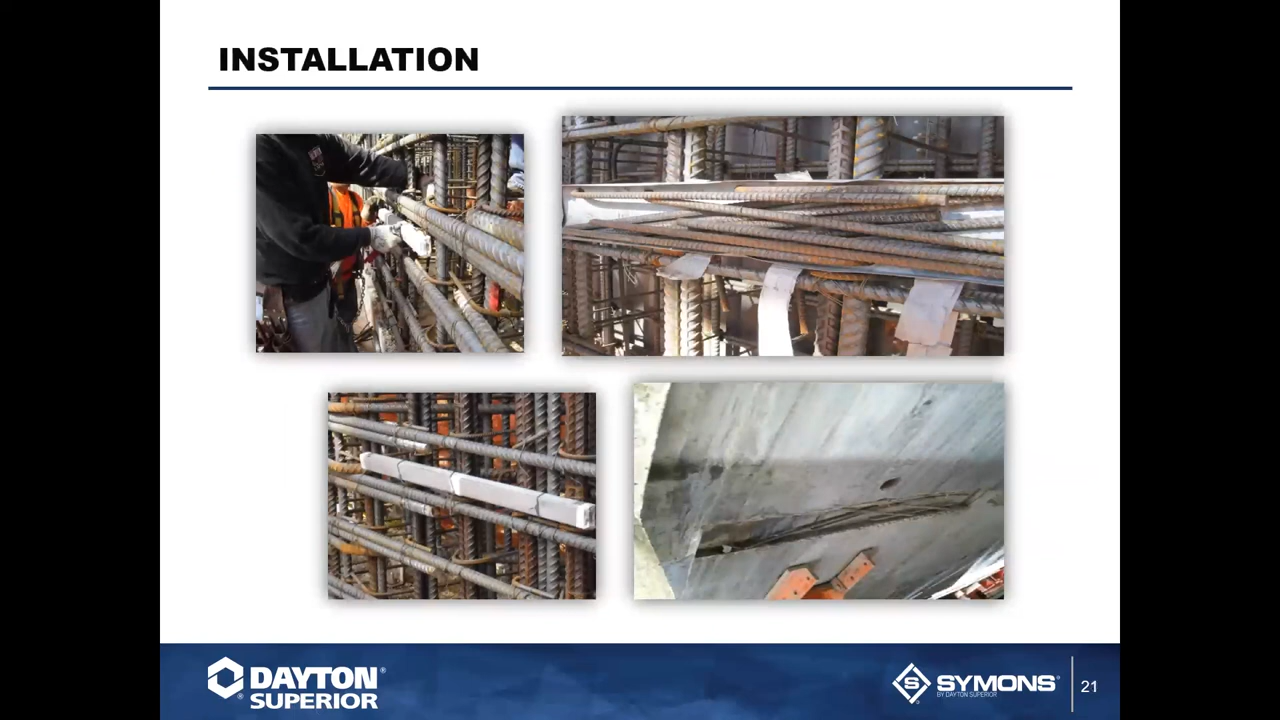 INSTALLATION
DAYTON
SUPERIOR
SYMONS
BY DAYTON SUPERIOR
21